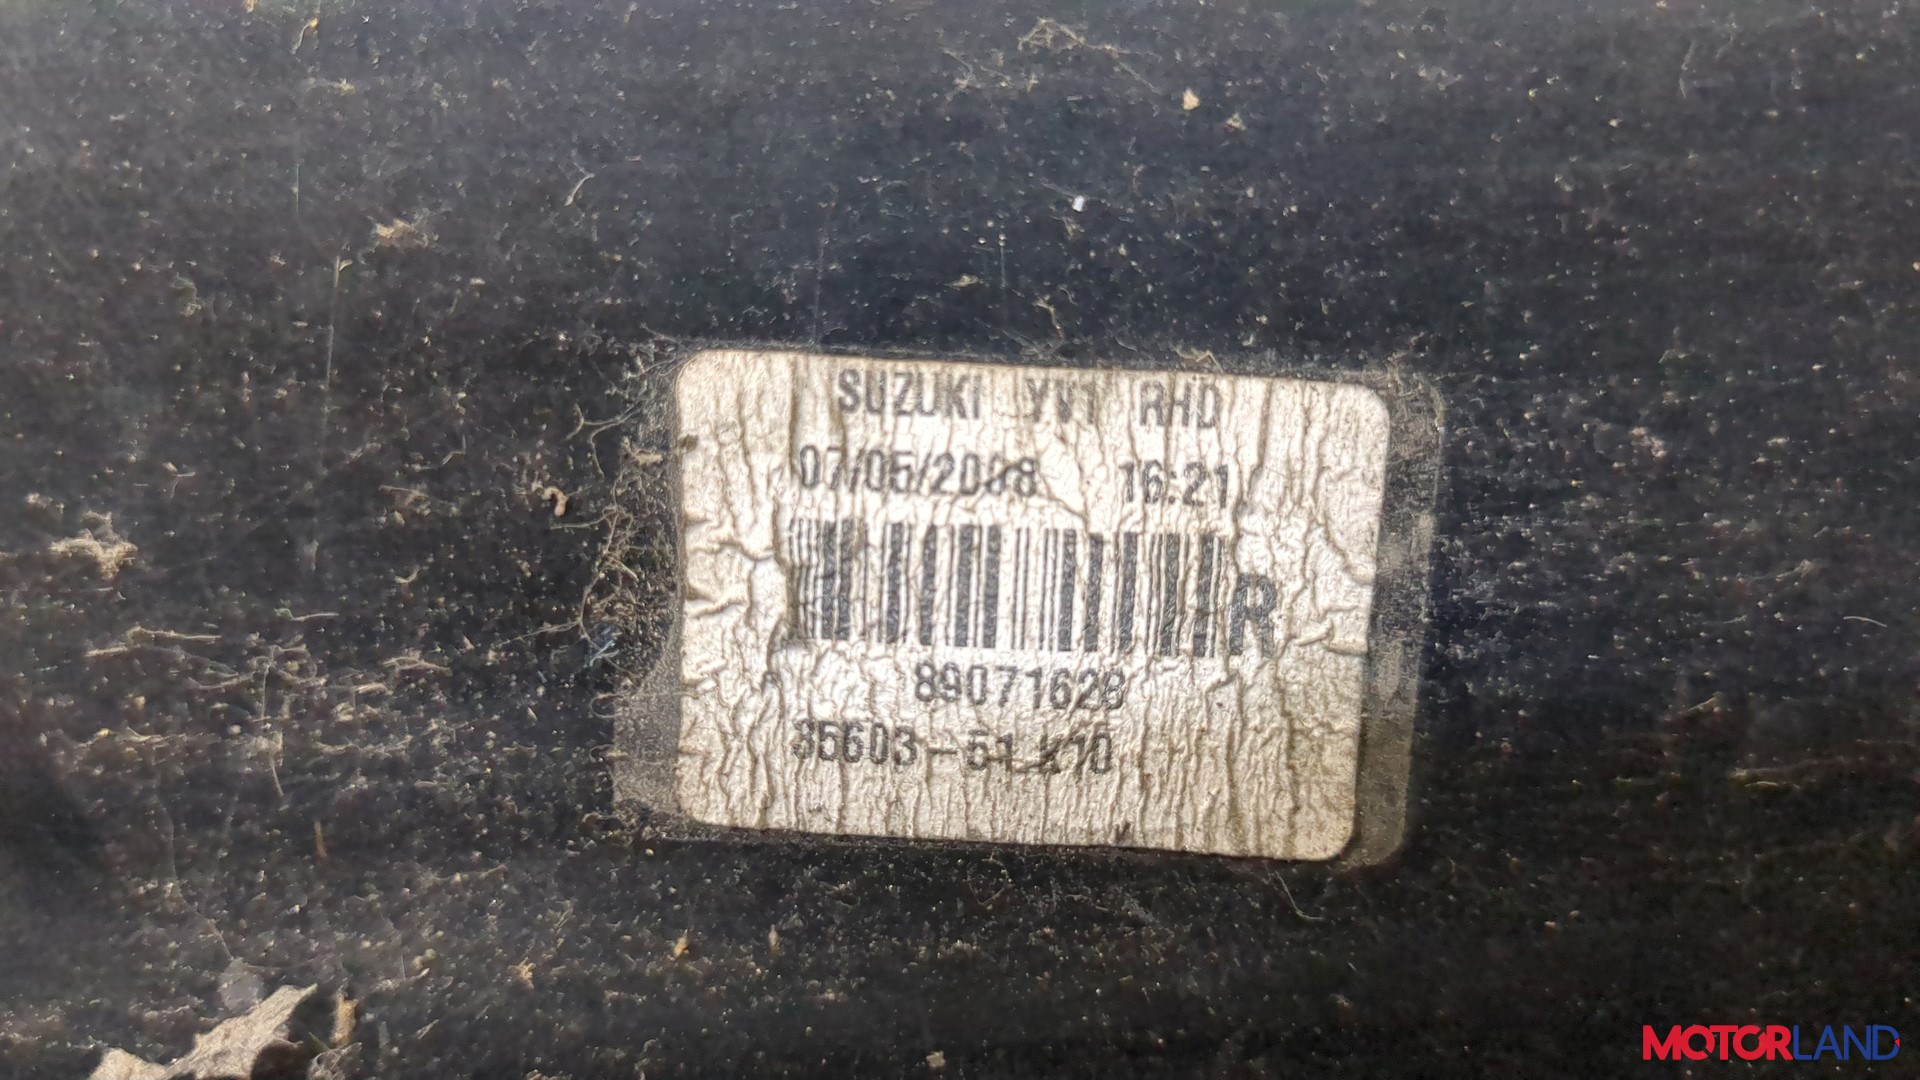 SUZUKI YV1 RHD
07/05/2008 16:21
R
89071628
35603-51K10
MOTORLAND